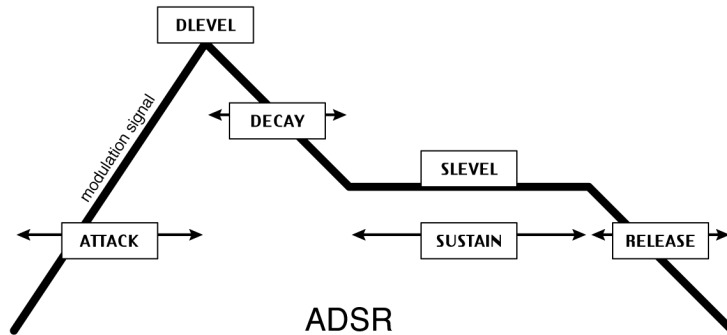 DLEVEL
modulation signal
DECAY
SLEVEL
ATTACK
SUSTAIN
RELEASE
ADSR